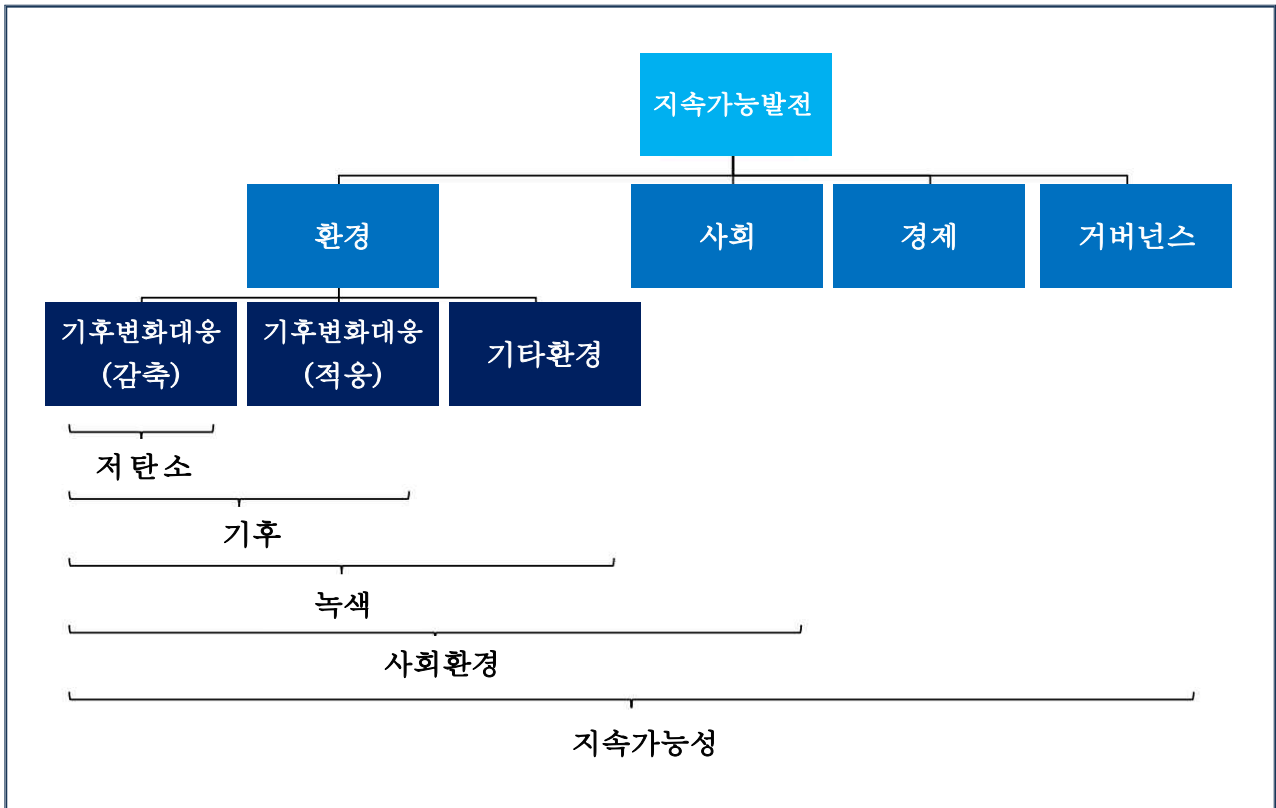 지속가능발전
환경
사회
경제
거버넌스
기후변화대응
(감축)
기후변화대응
(적응)
기타환경
저탄소
기후
녹색
사회환경
지속가능성